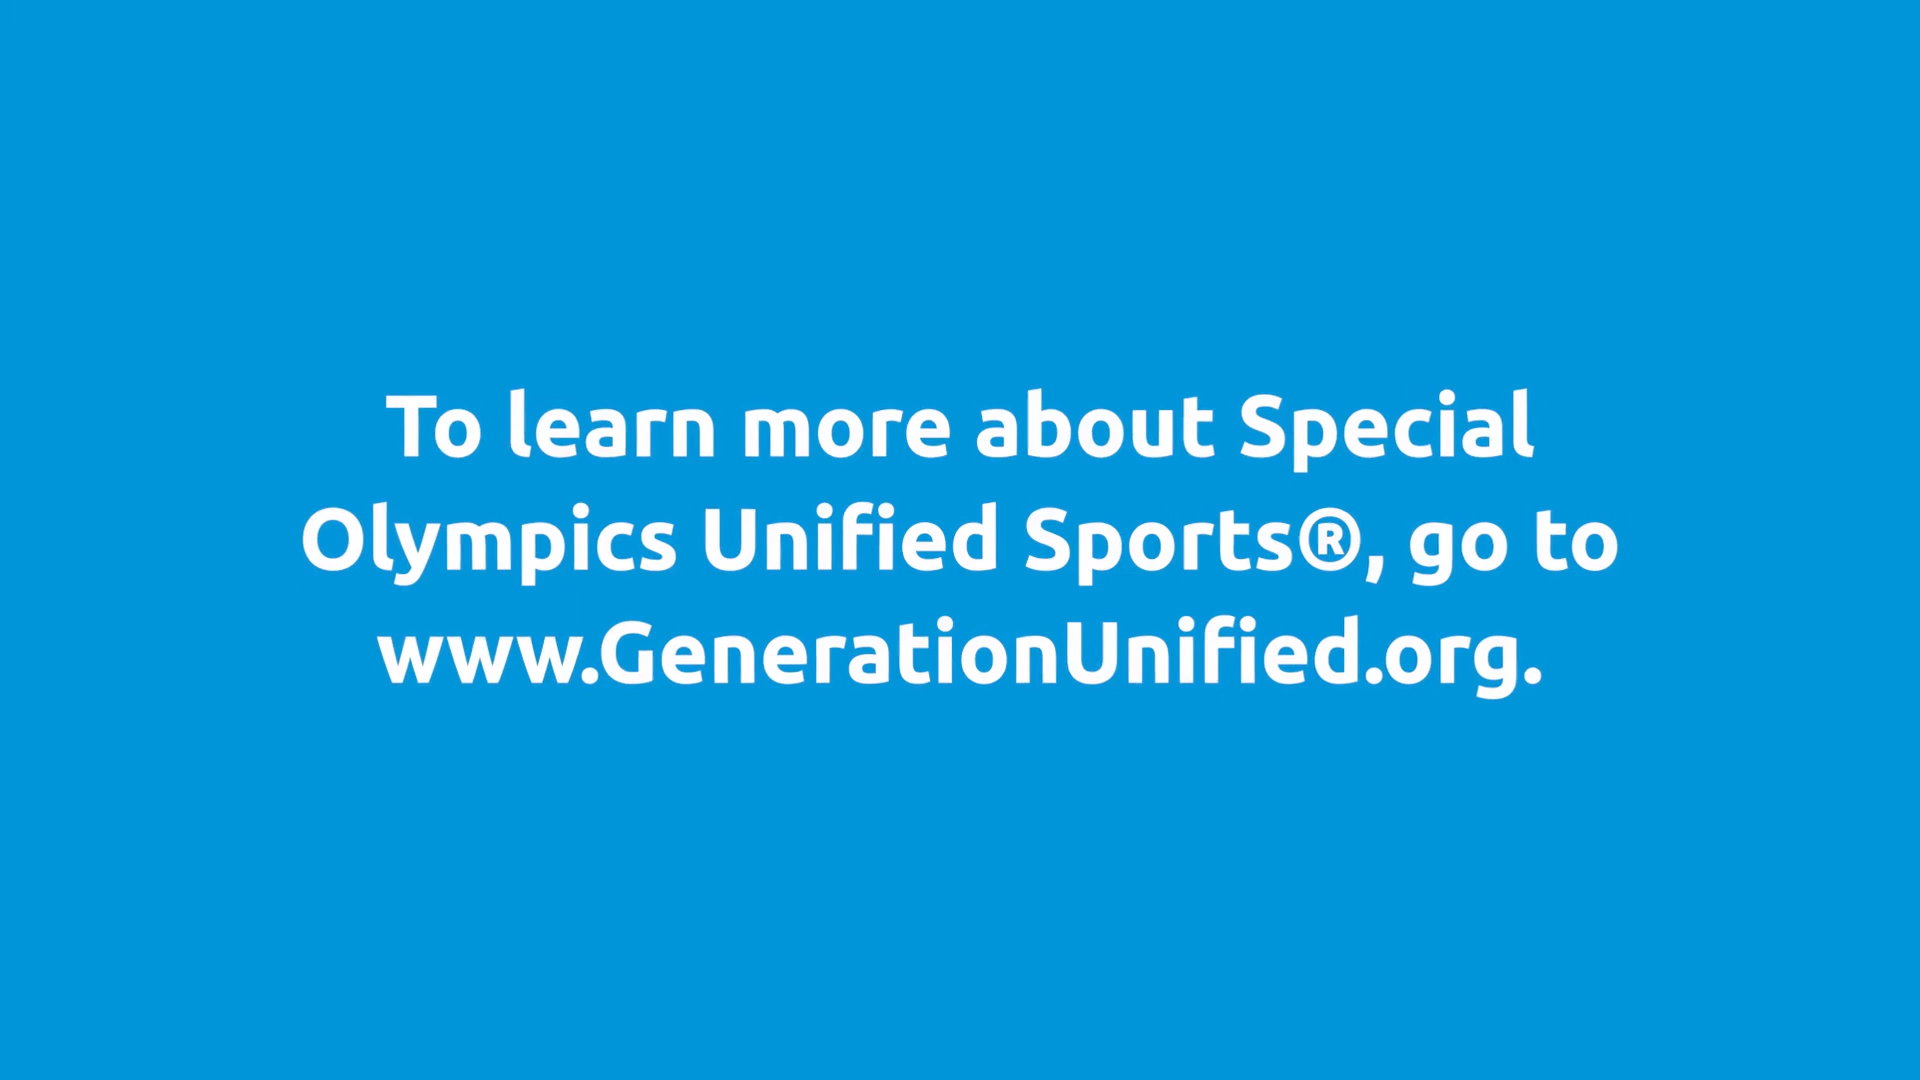 To learn more about Special
Olympics Unified Sports®, go to
www.GenerationUnified.org.